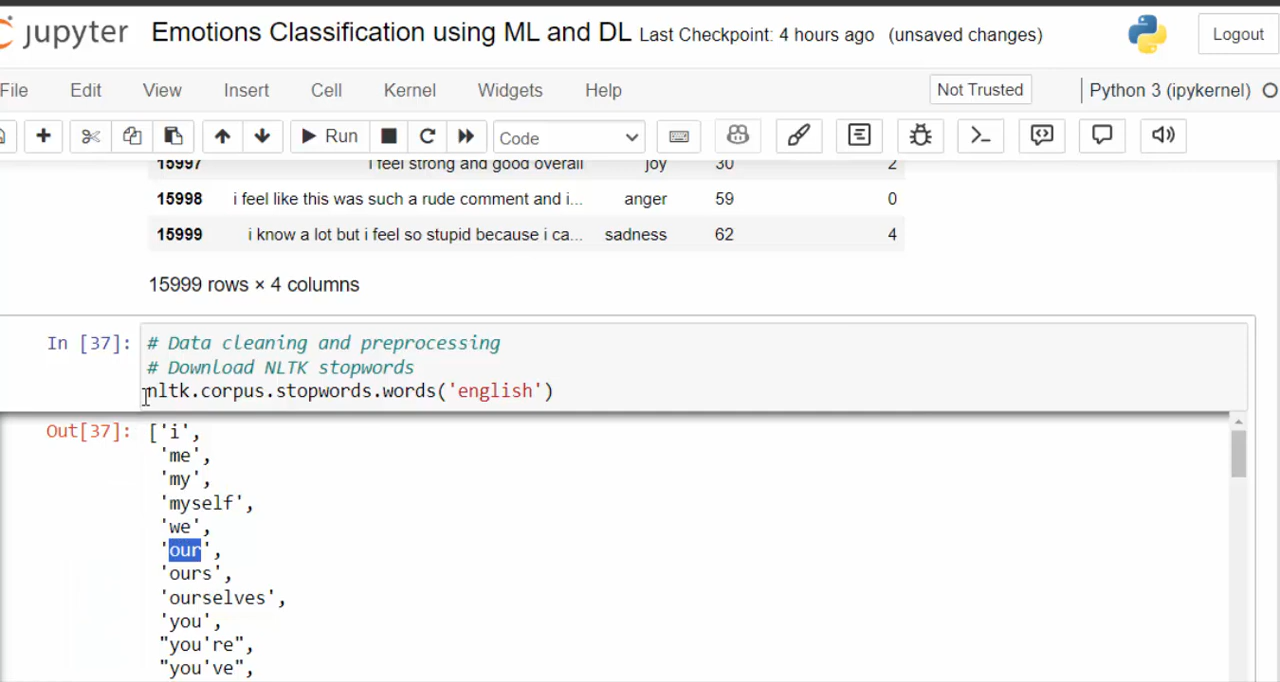 jupyter Emotions Classification using ML and DL Last Checkpoint: 4 hours ago (unsaved changes) Logout
File Edit View Insert Cell Kernel Widgets Help Not Trusted Python 3 (ipykernel)
Run Code
15997 i feel strong and good overall joy 30 2
15998 i feel like this was such a rude comment and i... anger 59 0
15999 i know a lot but i feel so stupid because i ca... sadness 62 4
15999 rows × 4 columns
In [37]: # Data cleaning and preprocessing
# Download NLTK stopwords
nltk.corpus.stopwords.words('english')
Out[37]: ['i',
'me',
'my',
'myself',
'we',
'our',
'ours',
'ourselves',
'you',
"you're",
"you've",